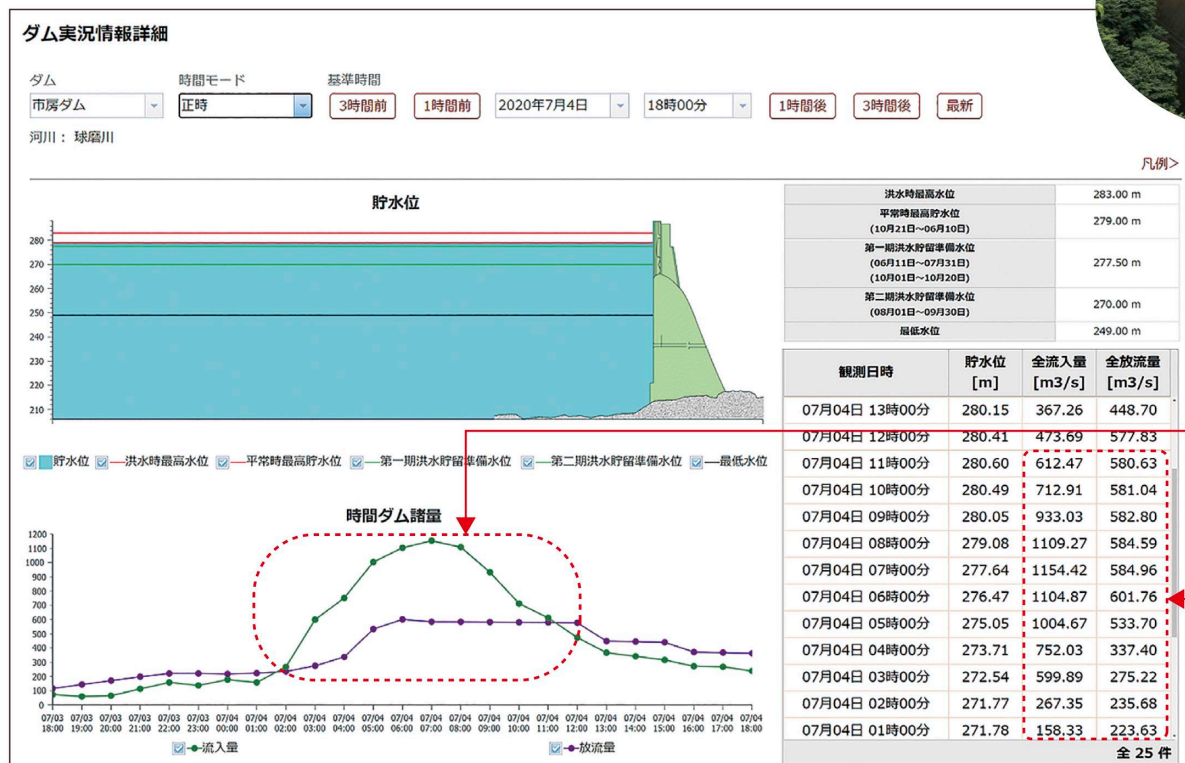 ダム実況情報詳細
ダム 時間モード 基準時間
市房ダム 正時 3時間前 1時間前 2020年7月4日 18時00分 1時間後 3時間後 最新
河川： 球磨川
凡例>
貯水位
280
270
260
250
240
230
220
210
貯水位 洪水時最高水位 平常時最高貯水位 第一期洪水貯留準備水位 第二期洪水貯留準備水位 最低水位
洪水時最高水位 283.00 m
平常時最高貯水位
(10月21日～06月10日) 279.00 m
第一期洪水貯留準備水位
(06月11日～07月31日) 277.50 m
(10月01日～10月20日)
第二期洪水貯留準備水位
(08月01日～09月30日) 270.00 m
最低水位 249.00 m
観測日時 貯水位 全流入量 全放流量
[m] [m3/s] [m3/s]
07月04日 13時00分 280.15 367.26 448.70
07月04日 12時00分 280.41 473.69 577.83
07月04日 11時00分 280.60 612.47 580.63
07月04日 10時00分 280.49 712.91 581.04
07月04日 09時00分 280.05 933.03 582.80
07月04日 08時00分 279.08 1109.27 584.59
07月04日 07時00分 277.64 1154.42 584.96
07月04日 06時00分 276.47 1104.87 601.76
07月04日 05時00分 275.05 1004.67 533.70
07月04日 04時00分 273.71 752.03 337.40
07月04日 03時00分 272.54 599.89 275.22
07月04日 02時00分 271.77 267.35 235.68
07月04日 01時00分 271.78 158.33 223.63
全 25 件
時間ダム諸量
1200
1100
1000
900
800
700
600
500
400
300
200
100
0
07/03 07/03 07/03 07/03 07/03 07/03 07/04 07/04 07/04 07/04 07/04 07/04 07/04 07/04 07/04 07/04 07/04 07/04 07/04 07/04 07/04 07/04 07/04 07/04 07/04
18:00 19:00 20:00 21:00 22:00 23:00 00:00 01:00 02:00 03:00 04:00 05:00 06:00 07:00 08:00 09:00 10:00 11:00 12:00 13:00 14:00 15:00 16:00 17:00 18:00
流入量 放流量